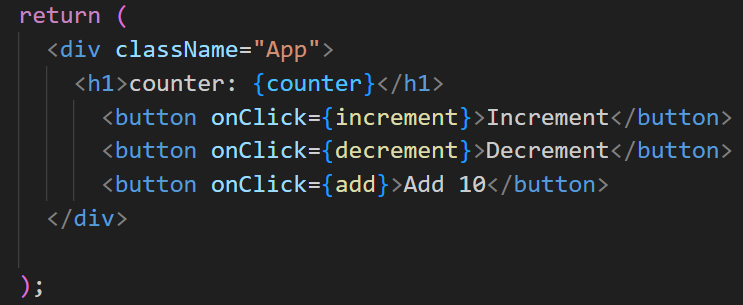 return (
<div className="App">
<h1>counter: {counter}</h1>
<button onClick={increment}>Increment</button>
<button onClick={decrement}>Decrement</button>
<button onClick={add}>Add 10</button>
</div>
);